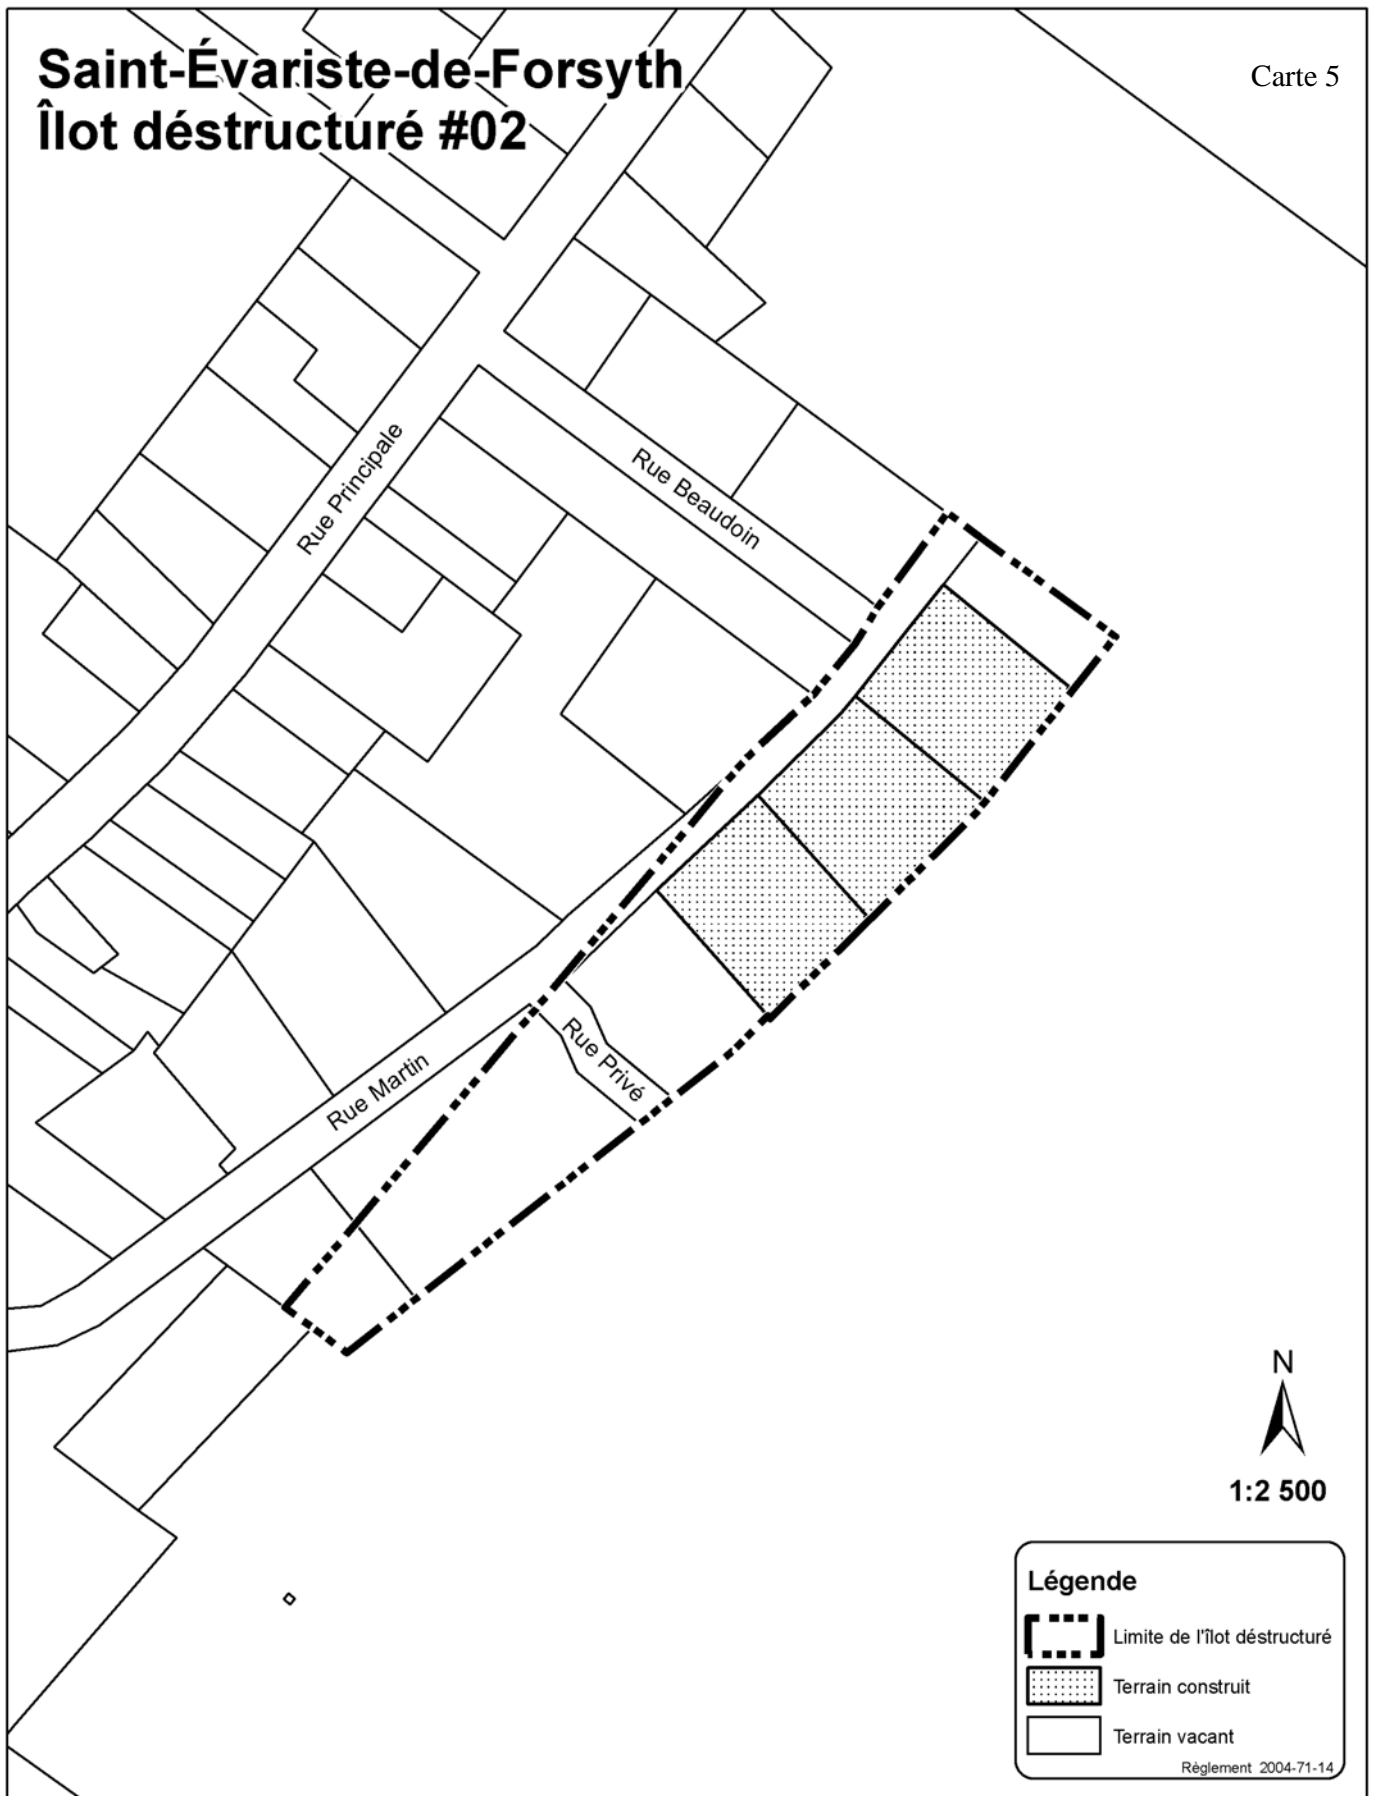 Saint-Évariste-de-Forsyth
Îlot déstructuré #02
Carte 5
Rue Principale
Rue Beaudoin
Rue Privé
Rue Martin
N
1:2 500
Légende
Limite de l'îlot déstructuré
Terrain construit
Terrain vacant
Règlement 2004-71-14